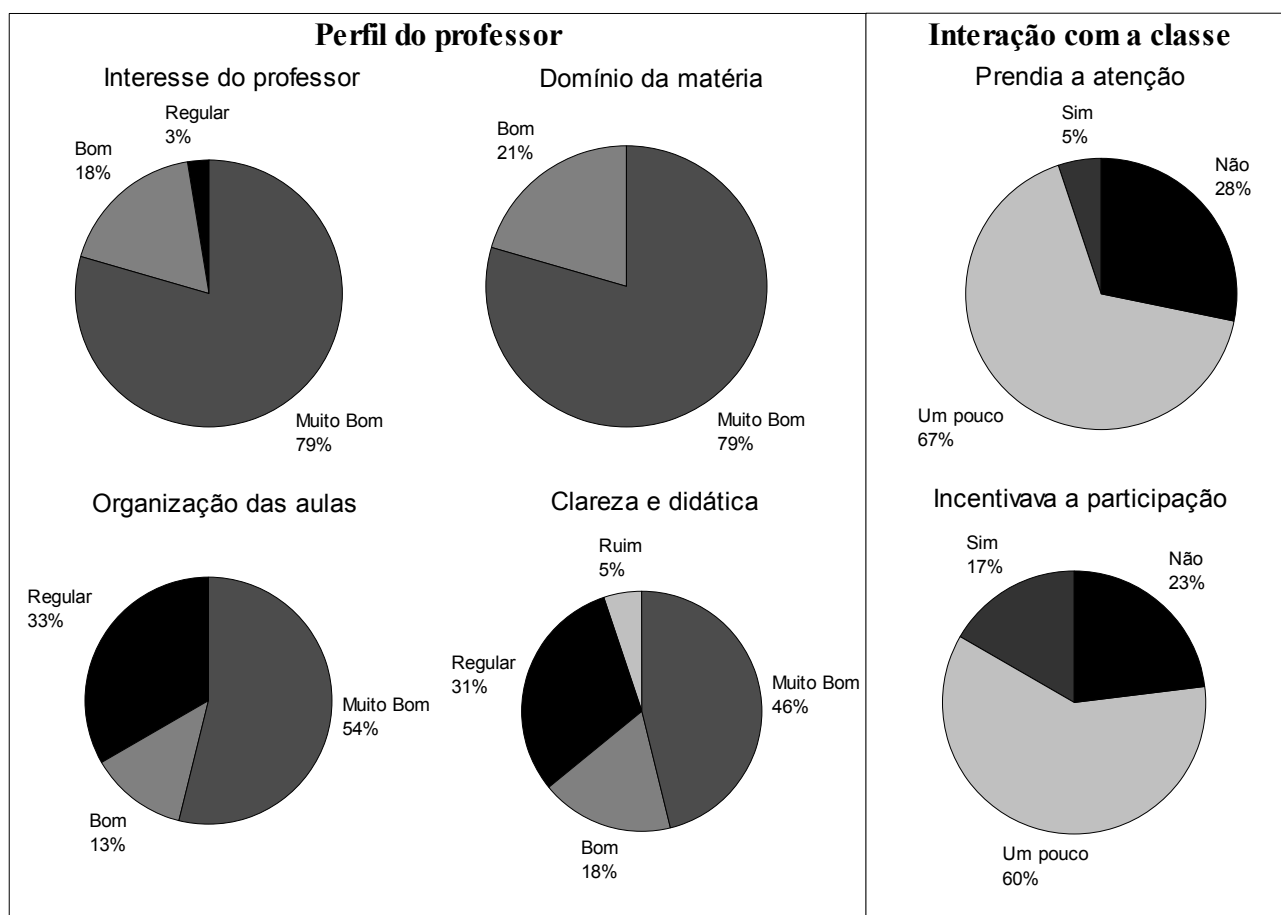 Perfil do professor
Interesse do professor
Regular
3%
Bom
18%
Muito Bom
79%
Domínio da matéria
Bom
21%
Muito Bom
79%
Organização das aulas
Regular
33%
Muito Bom
54%
Bom
13%
Clareza e didática
Ruim
5%
Regular
31%
Muito Bom
46%
Bom
18%
Interação com a classe
Prendia a atenção
Sim
5%
Não
28%
Um pouco
67%
Incentivava a participação
Sim
17%
Não
23%
Um pouco
60%